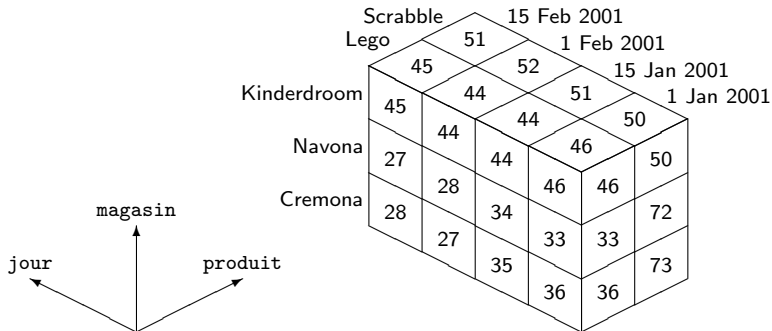 Scrabble 15 Feb 2001
Lego 51 1 Feb 2001
45 52 15 Jan 2001
Kinderdroom 44 51 1 Jan 2001
45 44 50
44 46
Navona 44 50
27 46 46
28
Cremona 34 72
28 33 33
magasin 27
35 73
jour produit 36 36